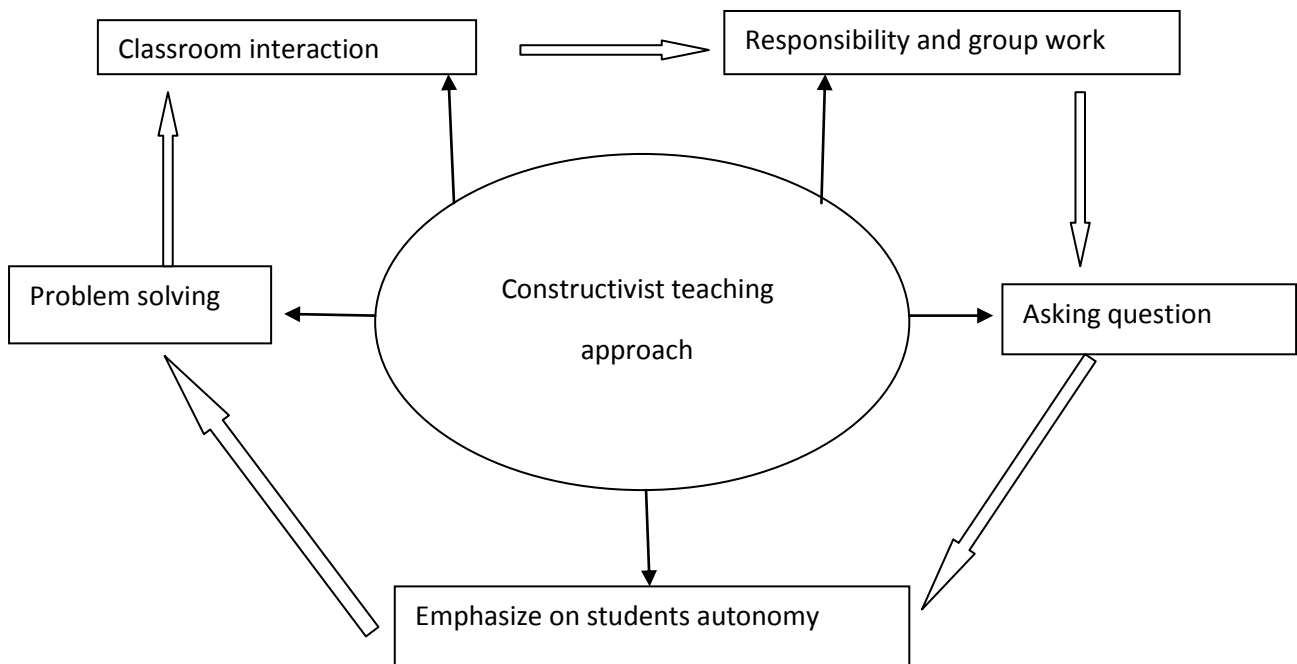 Classroom interaction
Responsibility and group work
Problem solving
Constructivist teaching
approach
Asking question
Emphasize on students autonomy